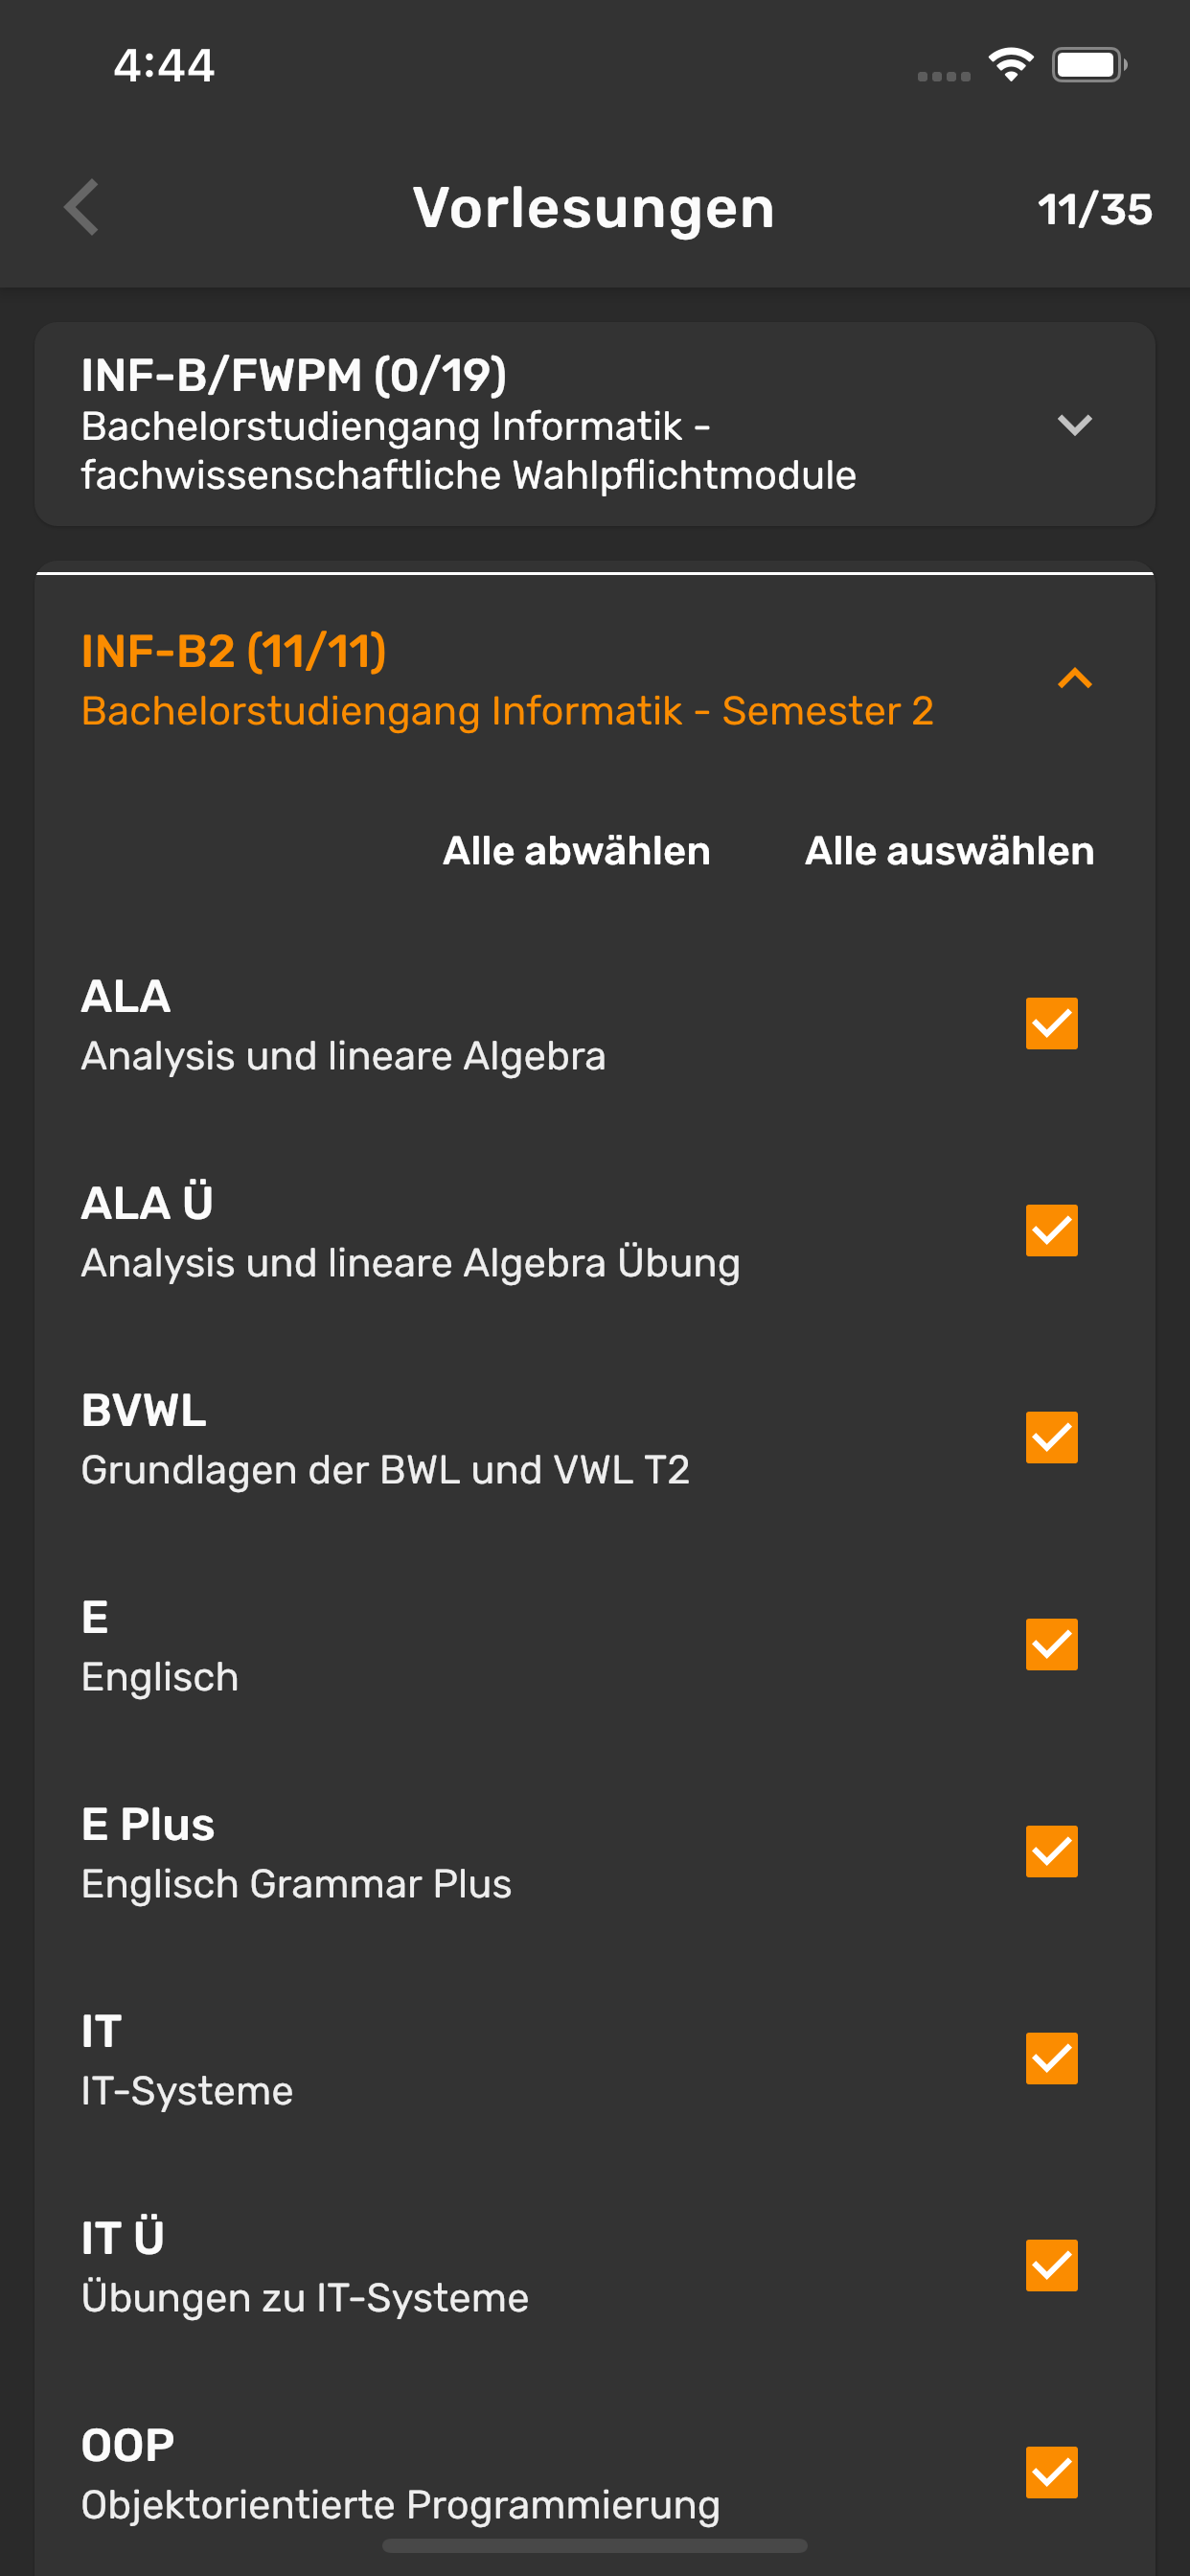 4:44
Vorlesungen
11/35
INF-B/FWPM (0/19)
Bachelorstudiengang Informatik -
fachwissenschaftliche Wahlpflichtmodule
INF-B2 (11/11)
Bachelorstudiengang Informatik - Semester 2
Alle abwählen
Alle auswählen
ALA
Analysis und lineare Algebra
ALA Ü
Analysis und lineare Algebra Übung
BVWL
Grundlagen der BWL und VWL T2
E
Englisch
E Plus
Englisch Grammar Plus
IT
IT-Systeme
IT Ü
Übungen zu IT-Systeme
OOP
Objektorientierte Programmierung